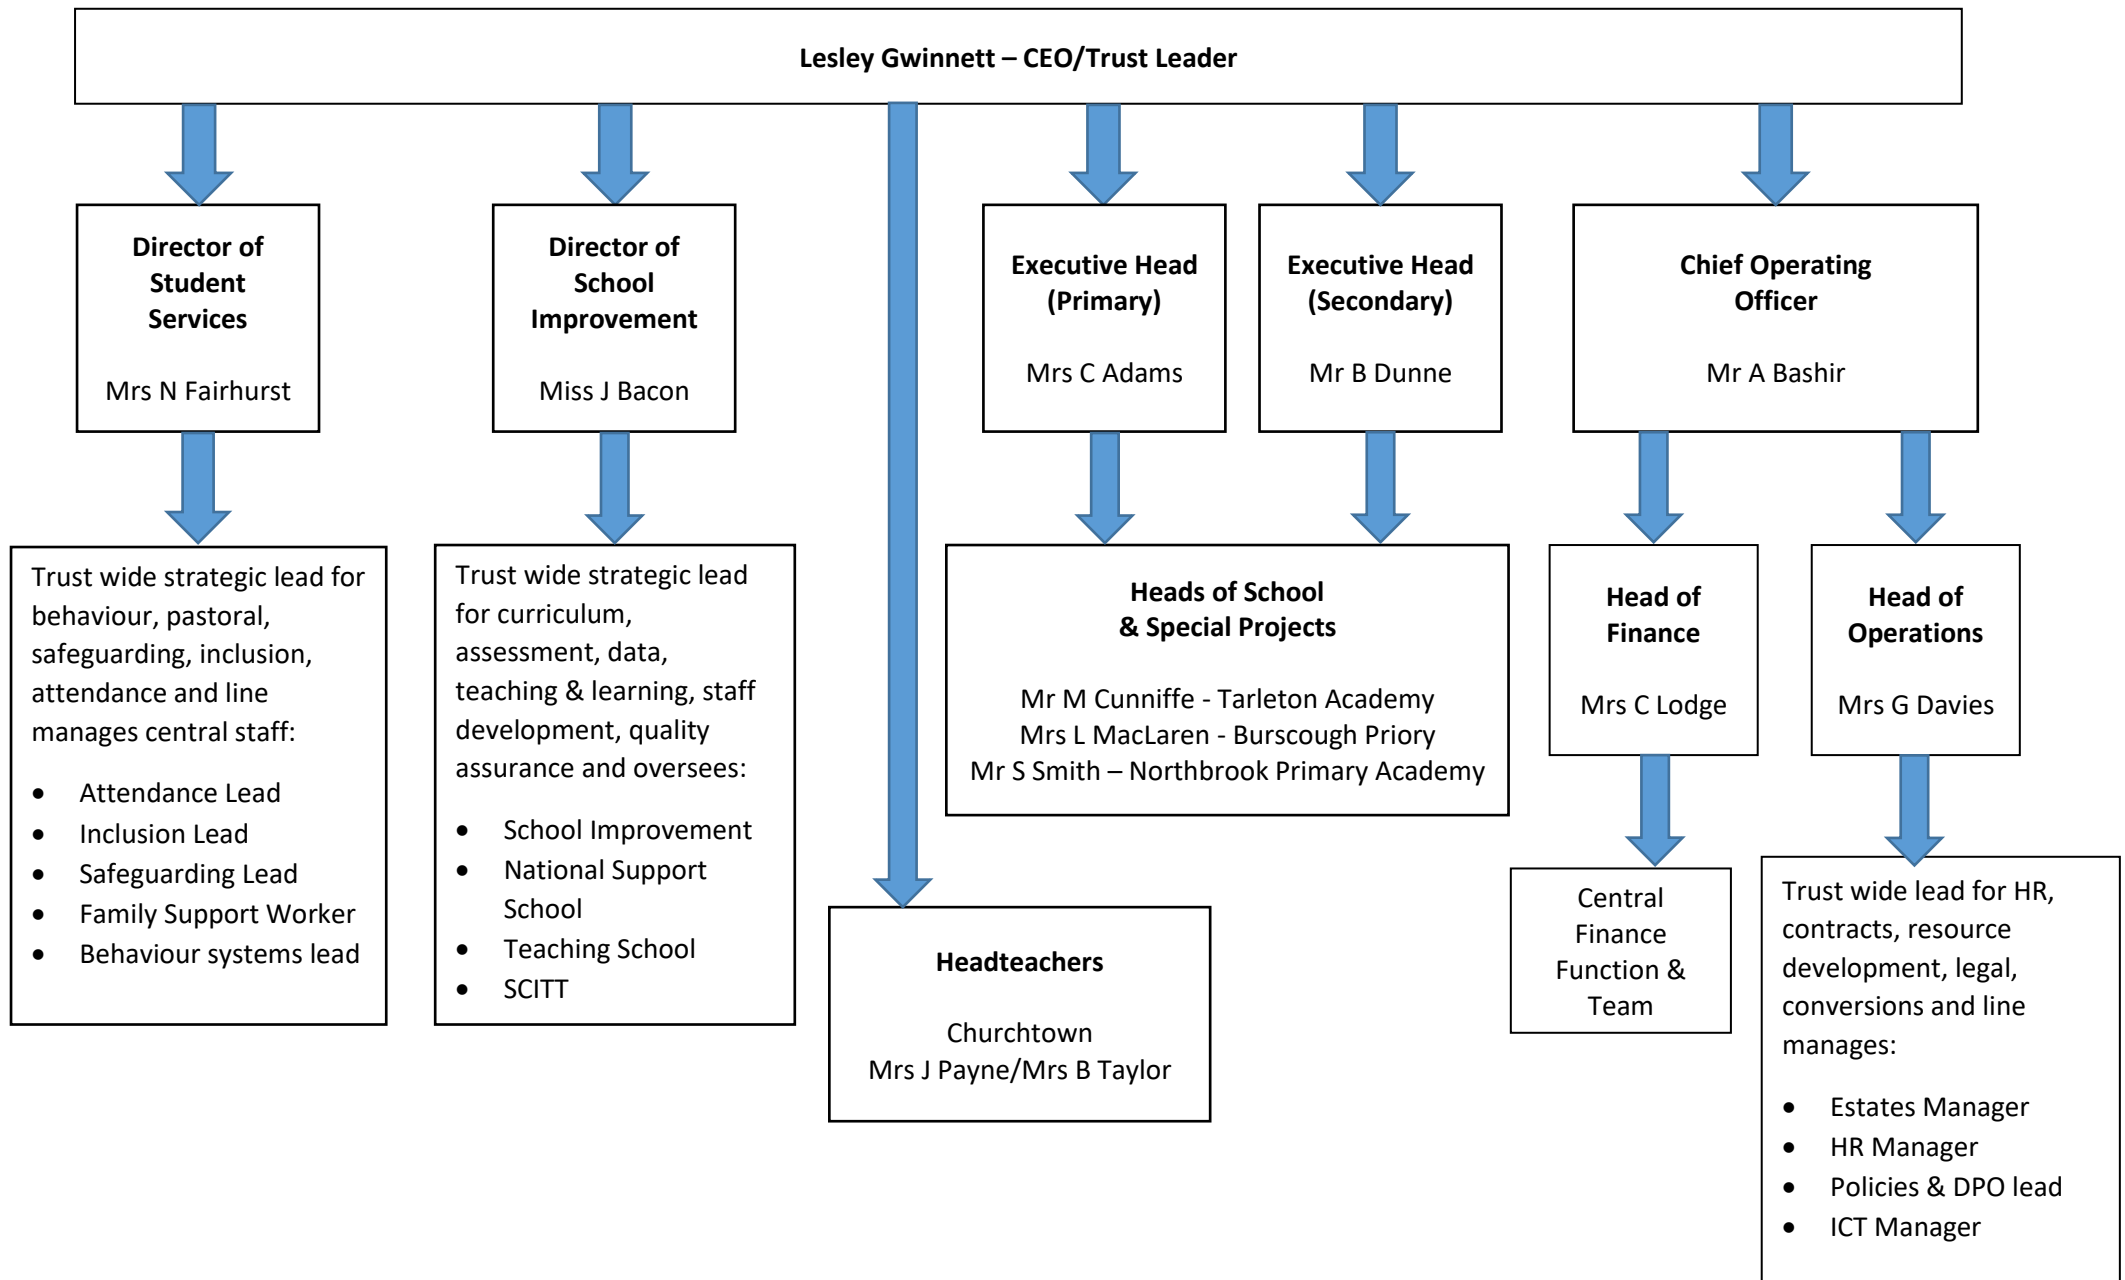 Lesley Gwinnett – CEO/Trust Leader
Director of
Student
Services
Mrs N Fairhurst
Director of
School
Improvement
Miss J Bacon
Executive Head
(Primary)
Mrs C Adams
Executive Head
(Secondary)
Mr B Dunne
Chief Operating
Officer
Mr A Bashir
Trust wide strategic lead for
behaviour, pastoral,
safeguarding, inclusion,
attendance and line
manages central staff:
• Attendance Lead
• Inclusion Lead
• Safeguarding Lead
• Family Support Worker
• Behaviour systems lead
Trust wide strategic lead
for curriculum,
assessment, data,
teaching & learning, staff
development, quality
assurance and oversees:
• School Improvement
• National Support
School
• Teaching School
• SCITT
Headteachers
Churchtown
Mrs J Payne/Mrs B Taylor
Heads of School
& Special Projects
Mr M Cunniffe - Tarleton Academy
Mrs L MacLaren - Burscough Priory
Mr S Smith – Northbrook Primary Academy
Head of
Finance
Mrs C Lodge
Head of
Operations
Mrs G Davies
Central
Finance
Function &
Team
Trust wide lead for HR,
contracts, resource
development, legal,
conversions and line
manages:
• Estates Manager
• HR Manager
• Policies & DPO lead
• ICT Manager